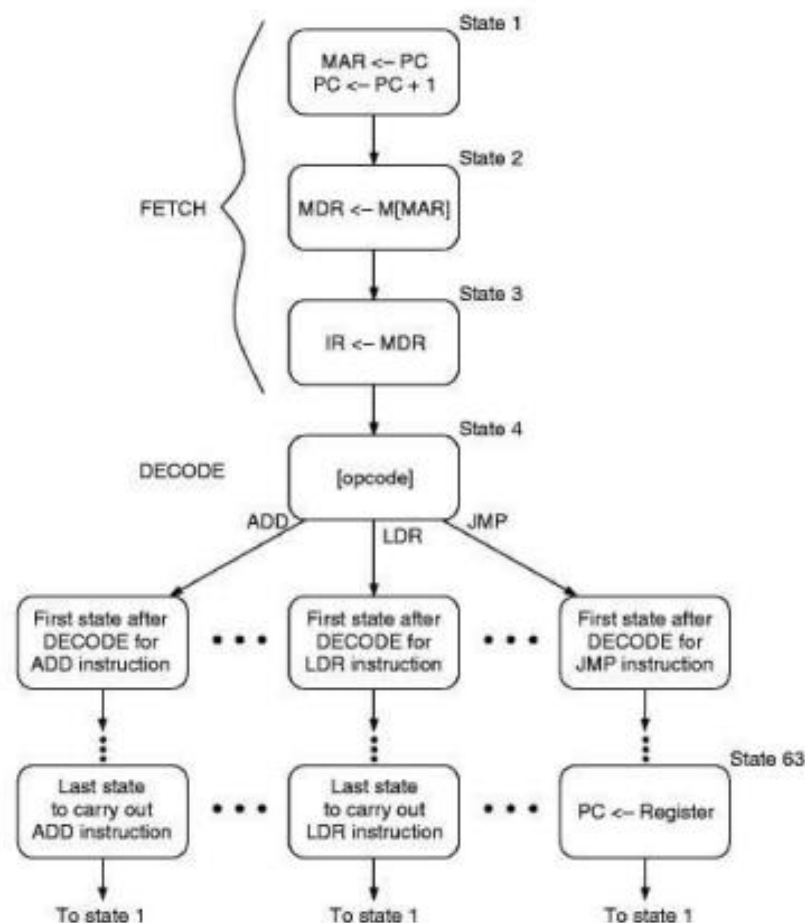 State 1
MAR <– PC
PC <– PC + 1
State 2
FETCH
MDR <– M[MAR]
State 3
IR <– MDR
State 4
DECODE
[opcode]
ADD
LDR
JMP
First state after
DECODE for
ADD instruction
First state after
DECODE for
LDR instruction
First state after
DECODE for
JMP instruction
State 63
Last state
to carry out
ADD instruction
Last state
to carry out
LDR instruction
PC <– Register
To state 1
To state 1
To state 1